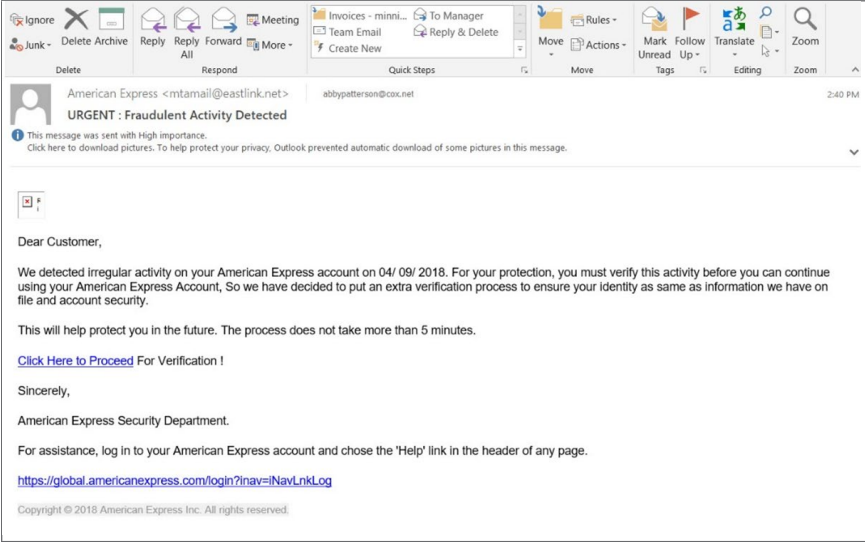 Ignore
Junk
Delete
Archive
Reply
Reply All
Forward
Meeting
More
Invoices - minni...
To Manager
Team Email
Reply & Delete
Create New
Move
Rules
Actions
Mark Unread
Follow Up
Translate
Zoom
Delete
Respond
Quick Steps
Move
Tags
Editing
Zoom
American Express <mtamail@eastlink.net>
abbypatterson@cox.net
2:40 PM
URGENT : Fraudulent Activity Detected
This message was sent with High importance.
Click here to download pictures. To help protect your privacy, Outlook prevented automatic download of some pictures in this message.
Dear Customer,
We detected irregular activity on your American Express account on 04/ 09/ 2018. For your protection, you must verify this activity before you can continue
using your American Express Account, So we have decided to put an extra verification process to ensure your identity as same as information we have on
file and account security.
This will help protect you in the future. The process does not take more than 5 minutes.
Click Here to Proceed For Verification !
Sincerely,
American Express Security Department.
For assistance, log in to your American Express account and chose the 'Help' link in the header of any page.
https://global.americanexpress.com/login?inav=iNavLnkLog
Copyright © 2018 American Express Inc. All rights reserved.